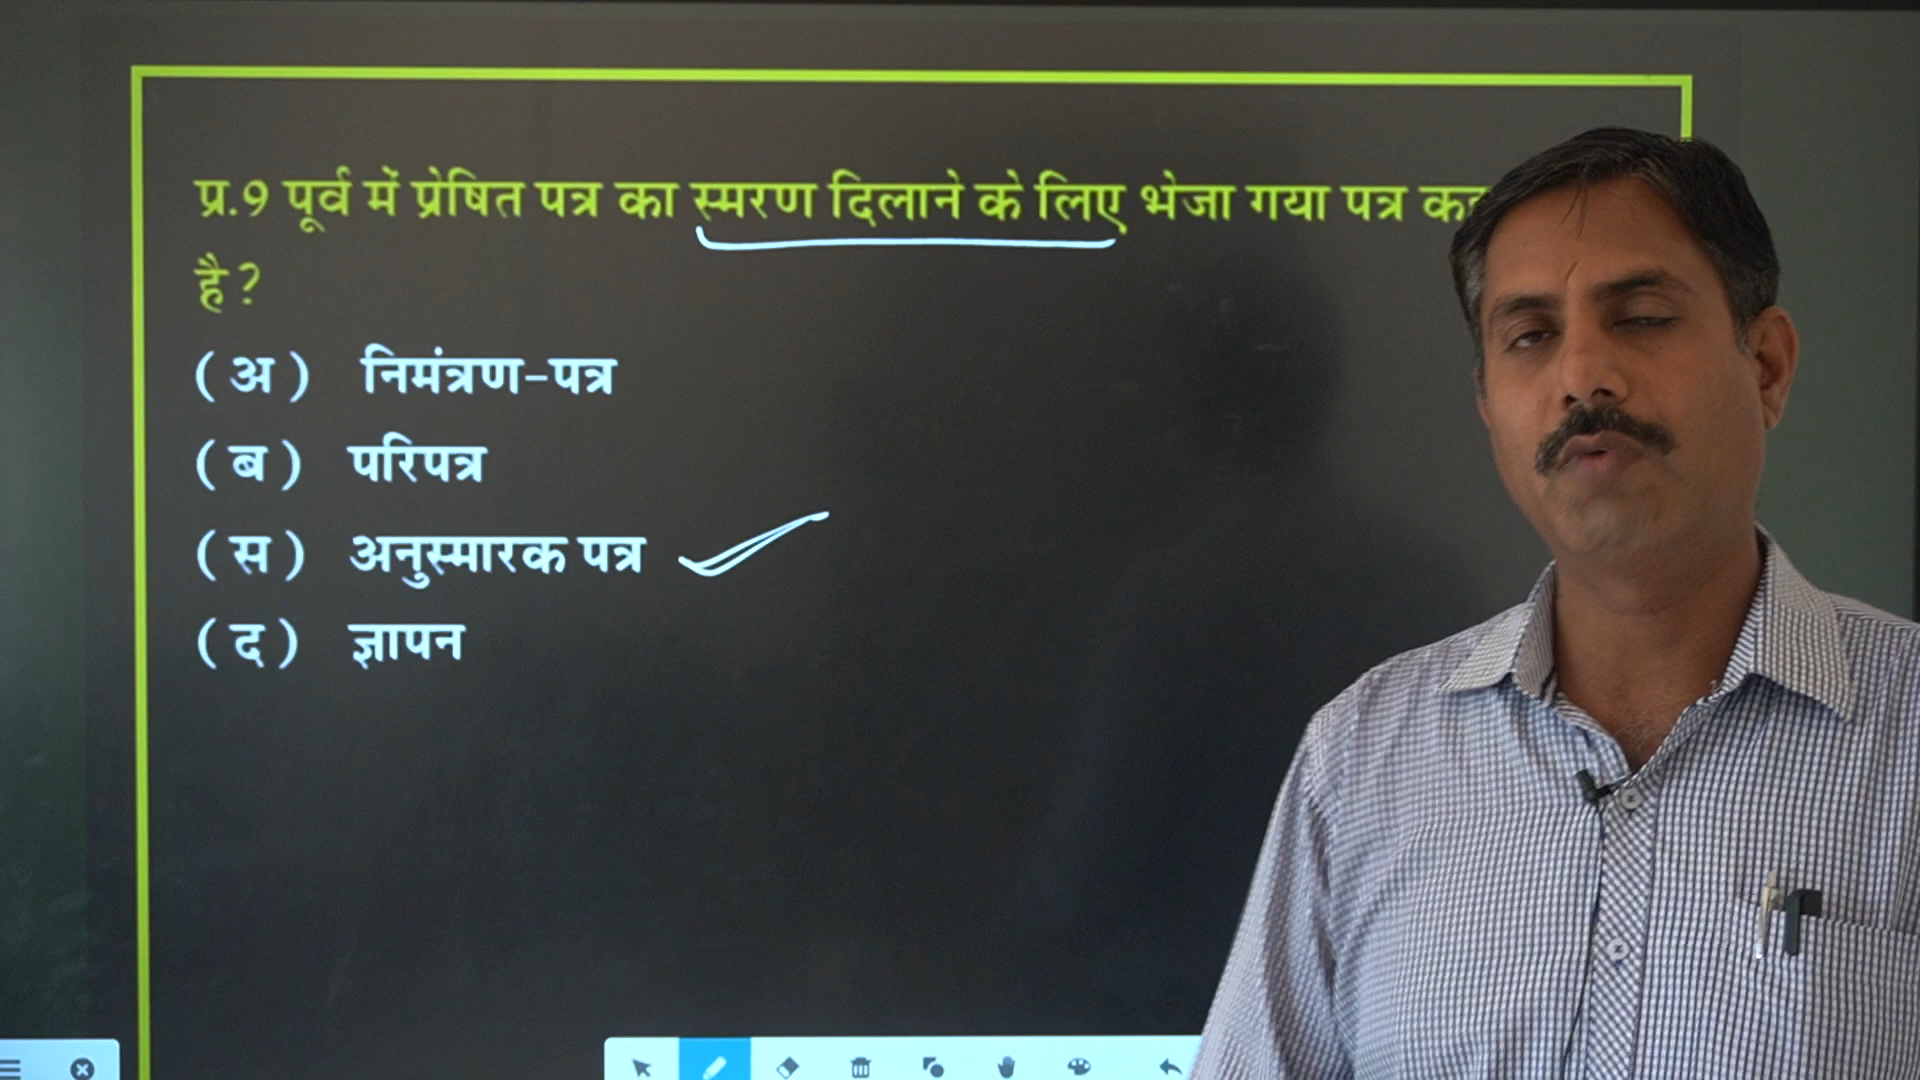 प्र.9 पूर्व में प्रेषित पत्र का स्मरण दिलाने के लिए भेजा गया पत्र
है?
(अ) निमंत्रण-पत्र
(ब) परिपत्र
(स) अनुस्मारक पत्र
(द) ज्ञापन